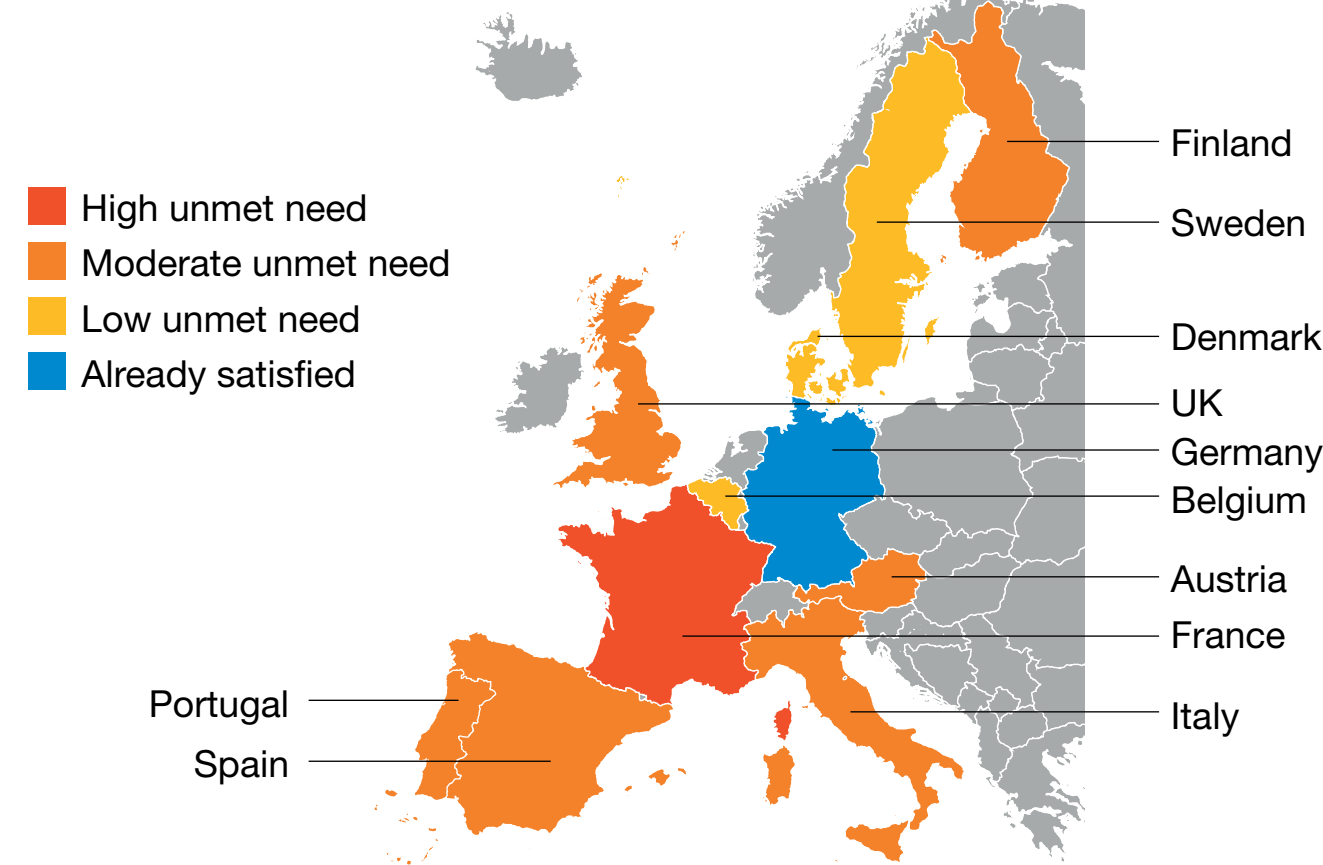 High unmet need
Moderate unmet need
Low unmet need
Already satisfied
Finland
Sweden
Denmark
UK
Germany
Belgium
Austria
France
Italy
Portugal
Spain